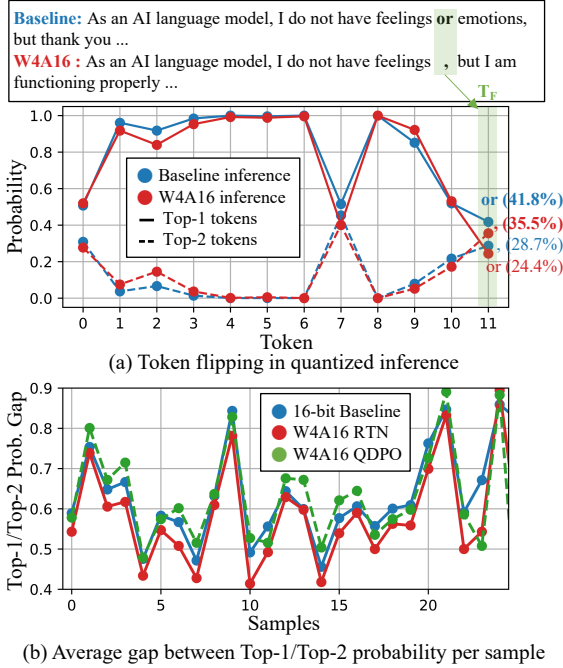 Baseline: As an AI language model, I do not have feelings or emotions,
but thank you ...
W4A16 : As an AI language model, I do not have feelings , but I am
functioning properly ...
T_F
Probability
1.0
0.8
0.6
0.4
0.2
0.0
Baseline inference
W4A16 inference
Top-1 tokens
Top-2 tokens
or (41.8%)
, (35.5%)
, (28.7%)
or (24.4%)
0 1 2 3 4 5 6 7 8 9 10 11
Token
(a) Token flipping in quantized inference
Top-1/Top-2 Prob. Gap
0.9
0.8
0.7
0.6
0.5
0.4
16-bit Baseline
W4A16 RTN
W4A16 QDPO
0 5 10 15 20
Samples
(b) Average gap between Top-1/Top-2 probability per sample